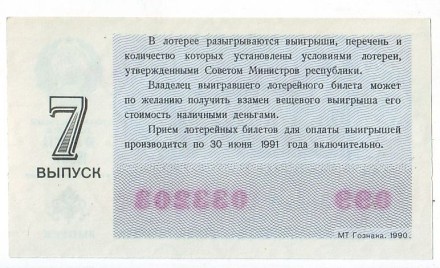 В лотерее разыгрываются выигрыши, перечень и
количество которых установлены условиями лотереи,
утвержденными Советом Министров республики.
Владелец выигравшего лотерейного билета может
по желанию получить взамен вещевого выигрыша его
стоимость наличными деньгами.
Прием лотерейных билетов для оплаты выигрышей
производится по 30 июня 1991 года включительно.
7
ВЫПУСК
033203
МТ Гознака. 1990.